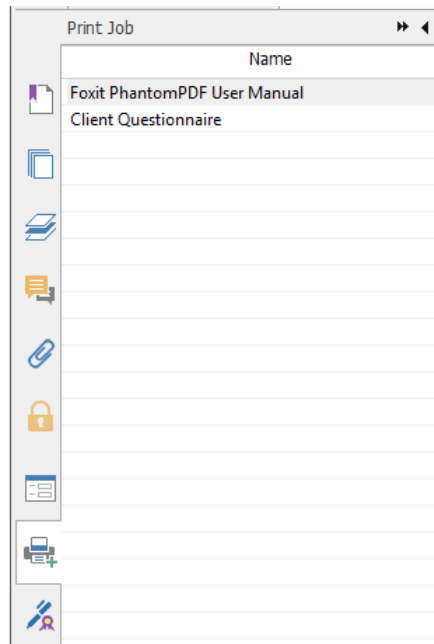 Print Job
Name
Foxit PhantomPDF User Manual
Client Questionnaire